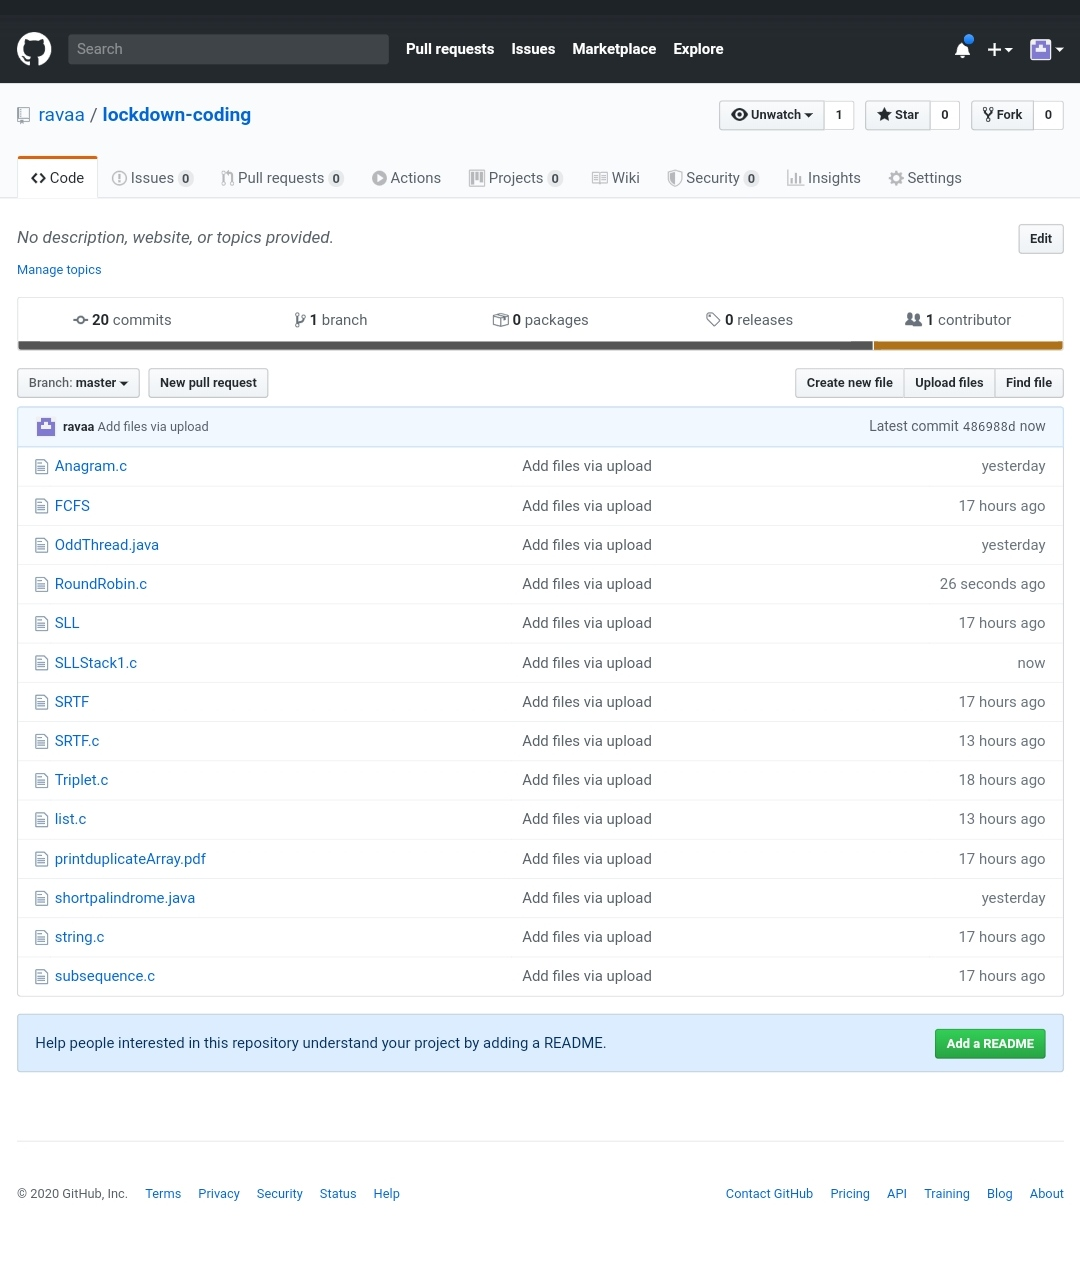 Search Pull requests Issues Marketplace Explore
ravaa / lockdown-coding Unwatch 1 Star 0 Fork 0
Code Issues 0 Pull requests 0 Actions Projects 0 Wiki Security 0 Insights Settings
No description, website, or topics provided. Edit
Manage topics
20 commits 1 branch 0 packages 0 releases 1 contributor
Branch: master New pull request Create new file Upload files Find file
ravaa Add files via upload Latest commit 486988d now
Anagram.c Add files via upload yesterday
FCFS Add files via upload 17 hours ago
OddThread.java Add files via upload yesterday
RoundRobin.c Add files via upload 26 seconds ago
SLL Add files via upload 17 hours ago
SLLStack1.c Add files via upload now
SRTF Add files via upload 17 hours ago
SRTF.c Add files via upload 13 hours ago
Triplet.c Add files via upload 18 hours ago
list.c Add files via upload 13 hours ago
printduplicateArray.pdf Add files via upload 17 hours ago
shortpalindrome.java Add files via upload yesterday
string.c Add files via upload 17 hours ago
subsequence.c Add files via upload 17 hours ago
Help people interested in this repository understand your project by adding a README. Add a README
© 2020 GitHub, Inc. Terms Privacy Security Status Help Contact GitHub Pricing API Training Blog About